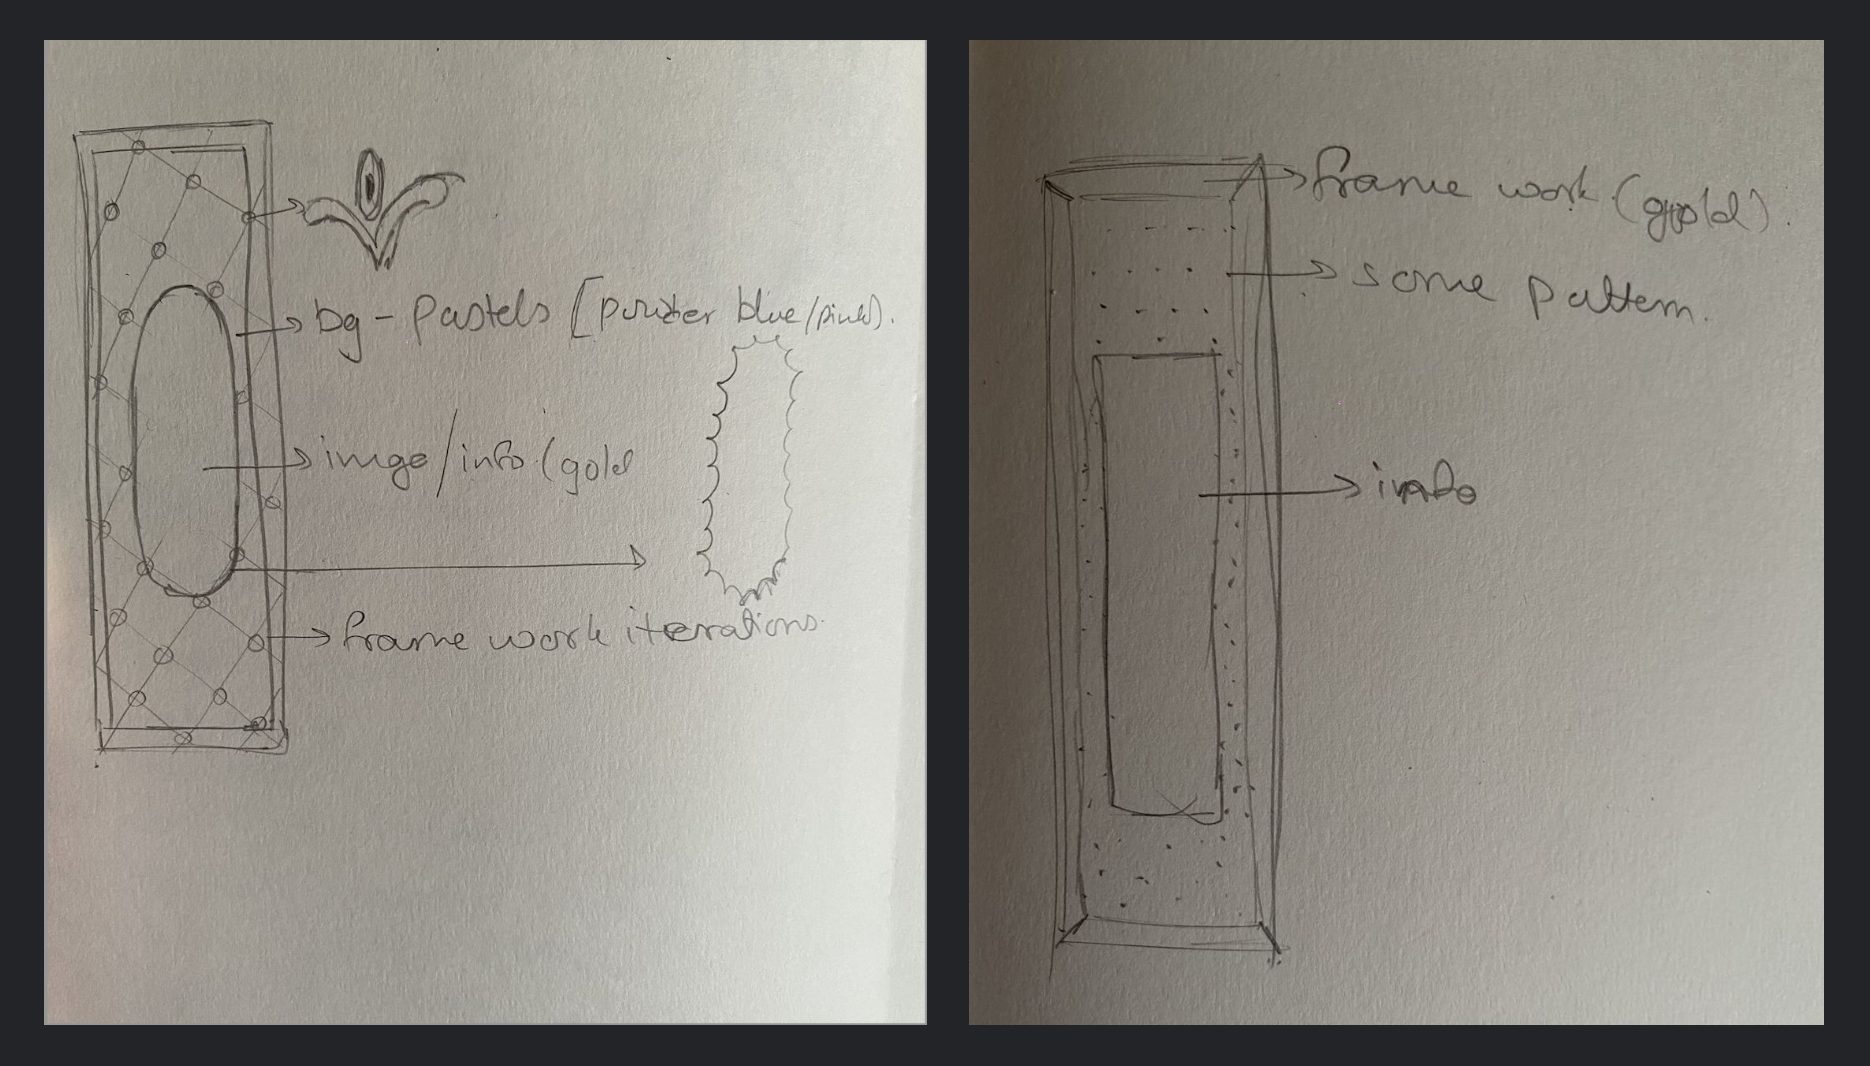 bg - pastels [powder blue/pink).
image/info (gold
frame work iterations.
frame work (gold).
some pattern.
info